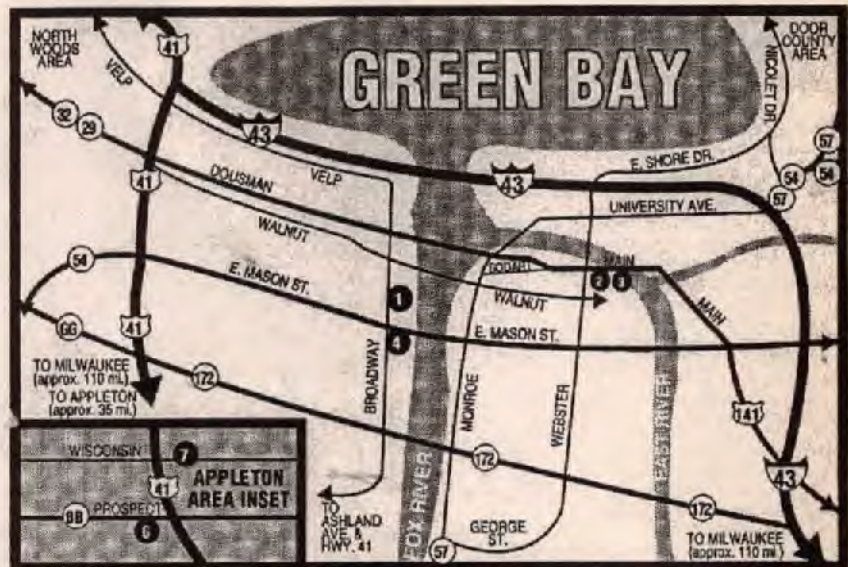 NORTH
WOODS
AREA
VELP
41
GREEN BAY
NICOLET DR.
DOOR
COUNTY
AREA
32
29
43
57
54
E. SHORE DR.
41
DOUSMAN
VELP
43
54
57
UNIVERSITY AVE.
WALNUT
MAIN
54
E. MASON ST.
1
WALNUT
2
3
MAIN
41
4
E. MASON ST.
GG
TO MILWAUKEE
(approx. 110 mi.)
172
TO APPLETON
(approx. 35 mi.)
BROADWAY
MONROE
WEBSTER
EAST RIVER
141
WISCONSIN
7
41
APPLETON
AREA INSET
BB
PROSPECT
6
172
43
172
TO
ASHLAND
AVE. &
HWY. 41
FOX RIVER
57
GEORGE
ST.
TO MILWAUKEE
(approx. 110 mi.)